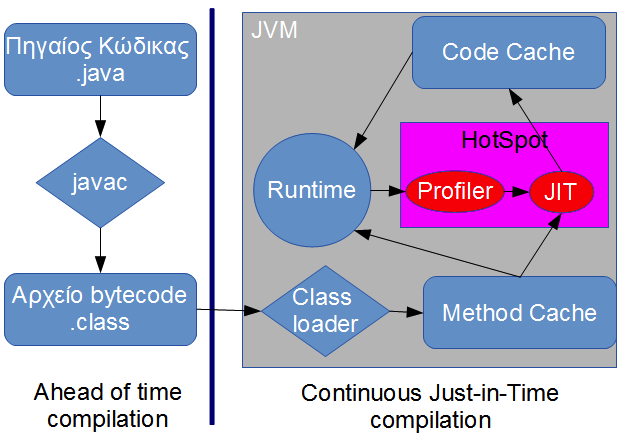 Πηγαίος Κώδικας
.java
javac
Αρχείο bytecode
.class
Ahead of time
compilation
JVM
Code Cache
HotSpot
Runtime
Profiler
JIT
Class
loader
Method Cache
Continuous Just-in-Time
compilation